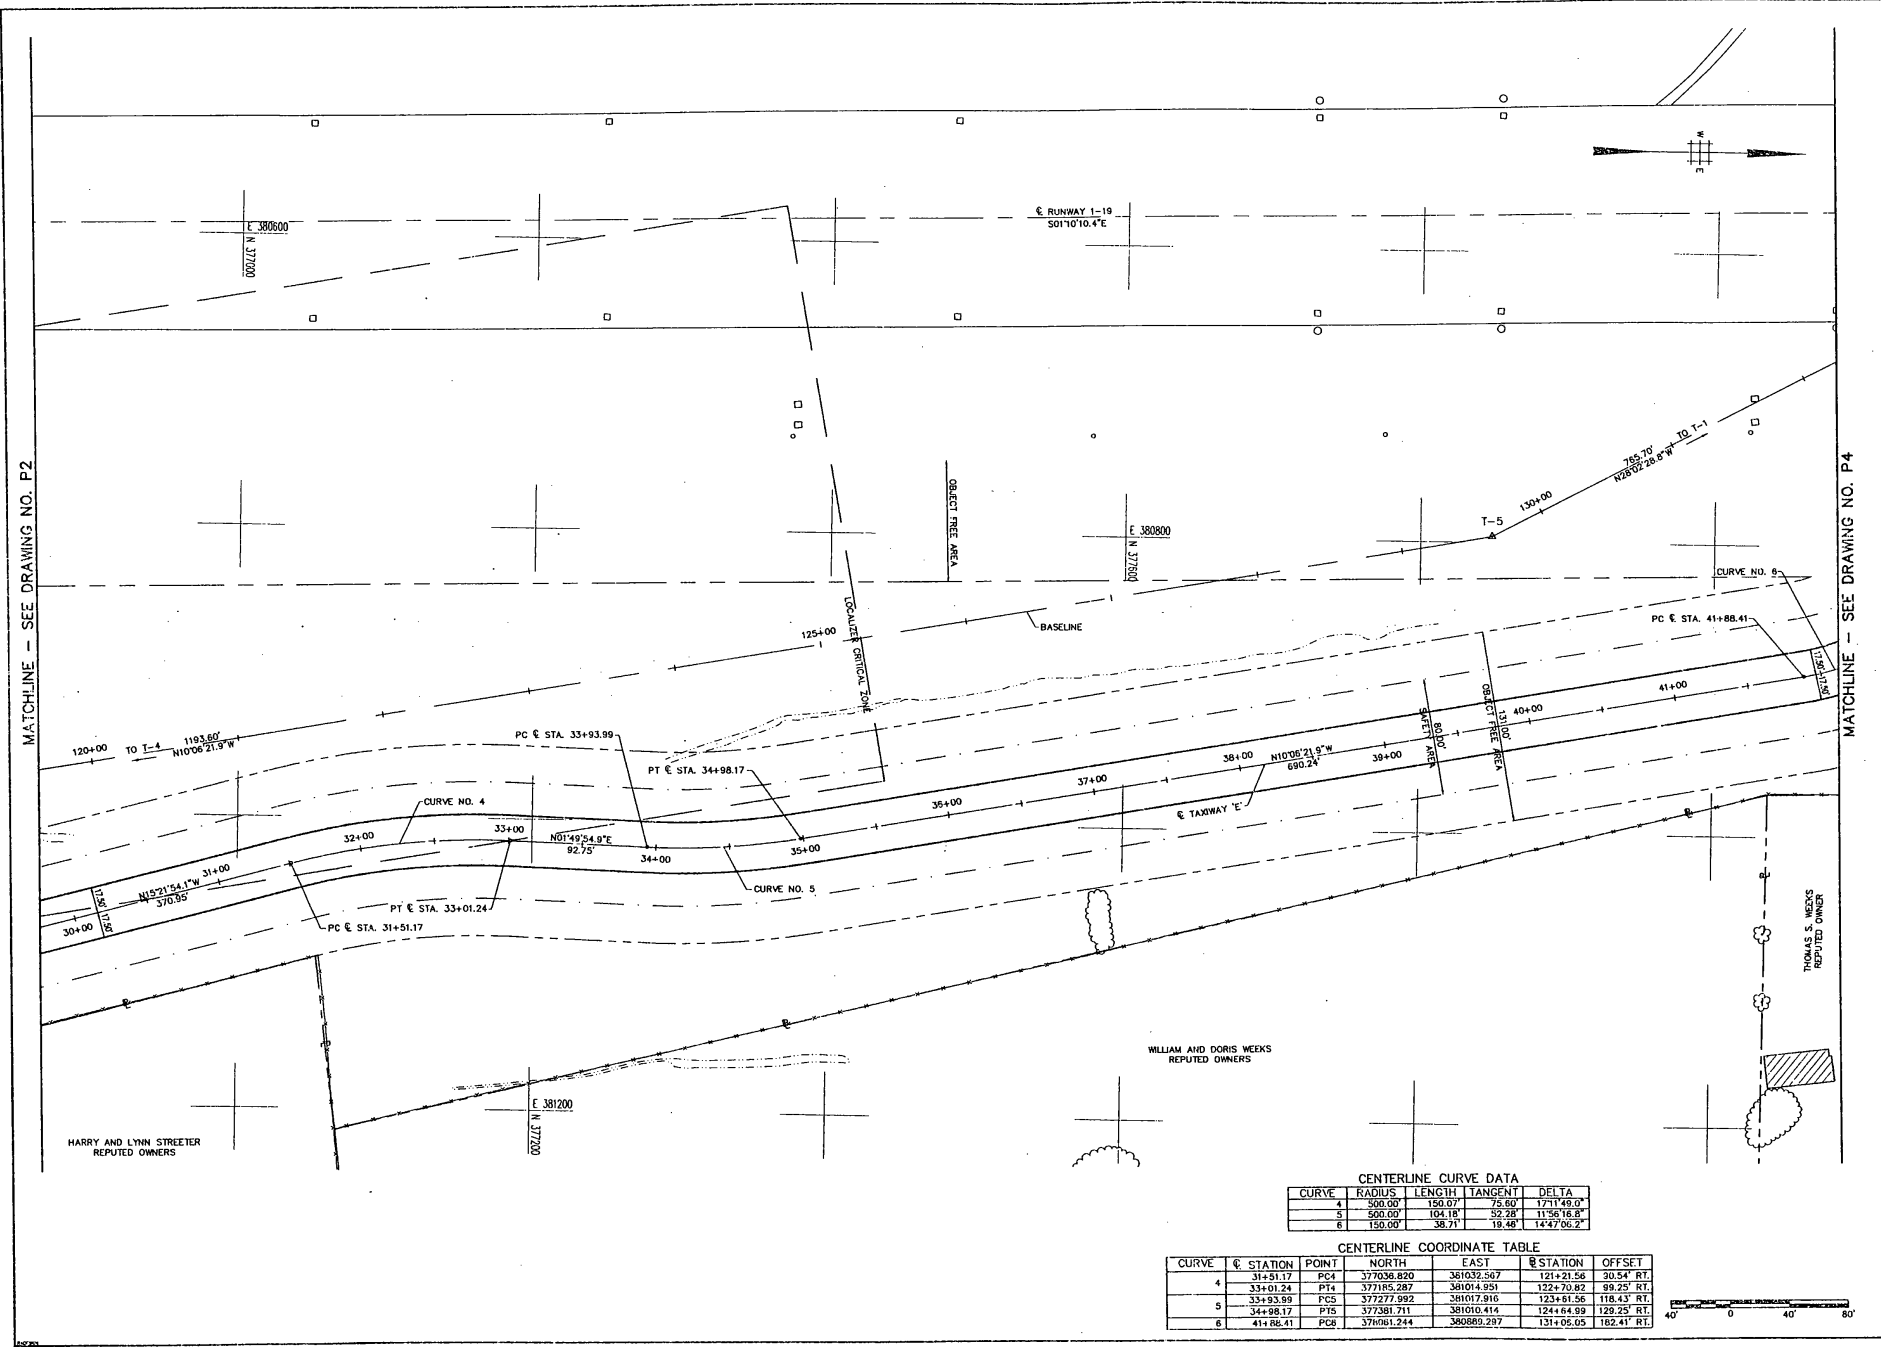 MATCHLINE - SEE DRAWING NO. P2
MATCHLINE - SEE DRAWING NO. P4
W
E
℄ RUNWAY 1-19
S01°10'10.4"E
E 380600
N 377000
OBJECT FREE AREA
E 380800
N 377600
LOCALIZER CRITICAL ZONE
T-5
130+00
765.70'
TO T-1
N28°02'28.8"W
CURVE NO. 6
PC ℄ STA. 41+88.41
BASELINE
125+00
120+00
TO T-4
1193.60'
N10°06'21.9"W
PC ℄ STA. 33+93.99
PT ℄ STA. 34+98.17
CURVE NO. 4
30+00
17.50'
17.50'
N15°21'54.1"W
370.95'
31+00
32+00
33+00
N01°49'54.9"E
92.75'
34+00
35+00
36+00
37+00
38+00
N10°06'21.9"W
690.24'
39+00
40+00
41+00
17.50'
17.50'
80.00'
SAFETY AREA
131.00'
OBJECT FREE AREA
℄ TAXIWAY 'E'
CURVE NO. 5
PT ℄ STA. 33+01.24
PC ℄ STA. 31+51.17
THOMAS S. WEEKS
REPUTED OWNER
WILLIAM AND DORIS WEEKS
REPUTED OWNERS
E 381200
N 377200
HARRY AND LYNN STREETER
REPUTED OWNERS
CENTERLINE CURVE DATA
CURVE RADIUS LENGTH TANGENT DELTA
4 500.00' 150.07' 75.60' 17°11'49.0"
5 500.00' 104.18' 52.28' 11°56'16.8"
6 150.00' 38.71' 19.46' 14°47'06.2"
CENTERLINE COORDINATE TABLE
CURVE ℄ STATION POINT NORTH EAST STATION OFFSET
4 31+51.17 PC4 377036.820 381032.567 121+21.56 90.54' RT.
33+01.24 PT4 377185.287 381014.951 122+70.82 99.25' RT.
5 33+93.99 PC5 377277.992 381017.916 123+61.56 118.43' RT.
34+98.17 PT5 377381.711 381010.414 124+64.99 129.25' RT.
6 41+88.41 PC6 378061.244 380889.297 131+06.05 182.41' RT.
40' 0 40' 80'